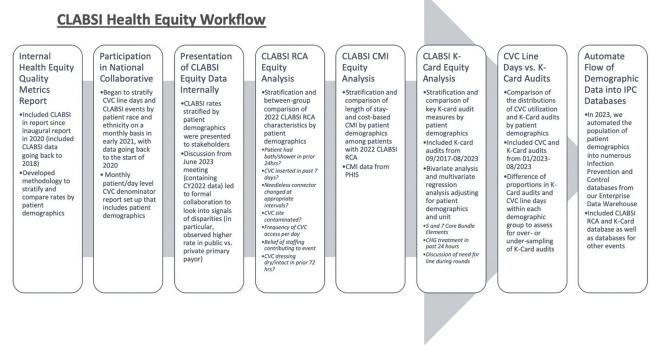 CLABSI Health Equity Workflow
Internal
Health Equity
Quality
Metrics
Report
•Included CLABSI
in report since
inaugural report
in 2020 (included
CLABSI data
going back to
2018)
•Developed
methodology to
stratify and
compare rates by
patient
demographics
Participation
in National
Collaborative
•Began to stratify
CVC line days and
CLABSI events by
patient race and
ethnicity on a
monthly basis in
early 2021, with
data going back
to the start of
2020
•Monthly
patient/day level
CVC denominator
report set up that
includes patient
demographics
Presentation
of CLABSI
Equity Data
Internally
•CLABSI rates
stratified by
patient
demographics
were presented
to stakeholders
•Discussion from
June 2023
meeting
(containing
CY2022 data) led
to formal
collaboration to
look into signals
of disparities (in
particular,
observed higher
rate in public vs.
private primary
payor)
CLABSI RCA
Equity
Analysis
•Stratification and
between-group
comparison of
2022 CLABSI RCA
characteristics by
patient
demographics
•Patient had
bath/shower in prior
24hrs?
•CVC inserted in past 7
days?
•Needleless connector
changed at
appropriate
intervals?
•CVC site
contaminated?
•Frequency of CVC
access per day
•Belief of staffing
contributing to event
•CVC dressing
dry/intact in prior 72
hrs?
CLABSI CMI
Equity
Analysis
•Stratification and
comparison of
length of stay-
and cost-based
CMI by patient
demographics
among patients
with 2022 CLABSI
RCA
•CMI data from
PHIS
CLABSI K-
Card Equity
Analysis
•Stratification and
comparison of
key K-card audit
measures by
patient
demographics
•Included K-card
audits from
09/2017-08/2023
•Bivariate analysis
and multivariate
regression
analysis adjusting
for patient
demographics
and unit
•5 and 7 Core Bundle
Elements
•CHG treatment in
past 24 hours
•Discussion of need for
line during rounds
CVC Line
Days vs. K-
Card Audits
•Comparison of
the distributions
of CVC utilization
and K-Card audits
by patient
demographics
•Included CVC and
K-Card audits
from 01/2023-
08/2023
•Difference of
proportions in K-
Card audits and
CVC line days
within each
demographic
group to assess
for over- or
under-sampling
of K-Card audits
Automate
Flow of
Demographic
Data into IPC
Databases
•In 2023, we
automated the
population of
patient
demographics
into numerous
Infection
Prevention and
Control
databases from
our Enterprise
Data Warehouse
•Included CLABSI
RCA and K-Card
database as well
as databases for
other events